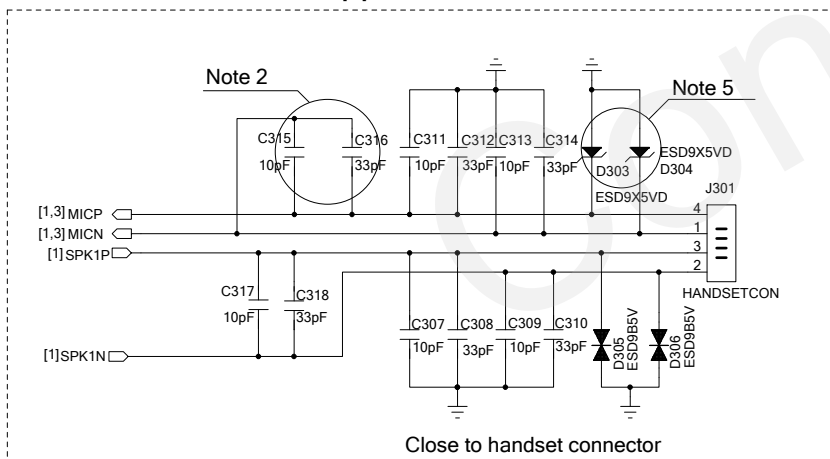 Note 2
Note 5
C315
10pF
C316
33pF
C311
10pF
C312
33pF
C313
10pF
C314
33pF
D303
ESD9X5VD
ESD9X5VD
D304
J301
[1,3] MICP
4
[1,3] MICN
1
[1] SPK1P
3
2
HANDSETCON
C317
10pF
C318
33pF
C307
10pF
C308
33pF
C309
10pF
C310
33pF
D305
ESD9B5V
D306
ESD9B5V
[1] SPK1N
Close to handset connector
Con